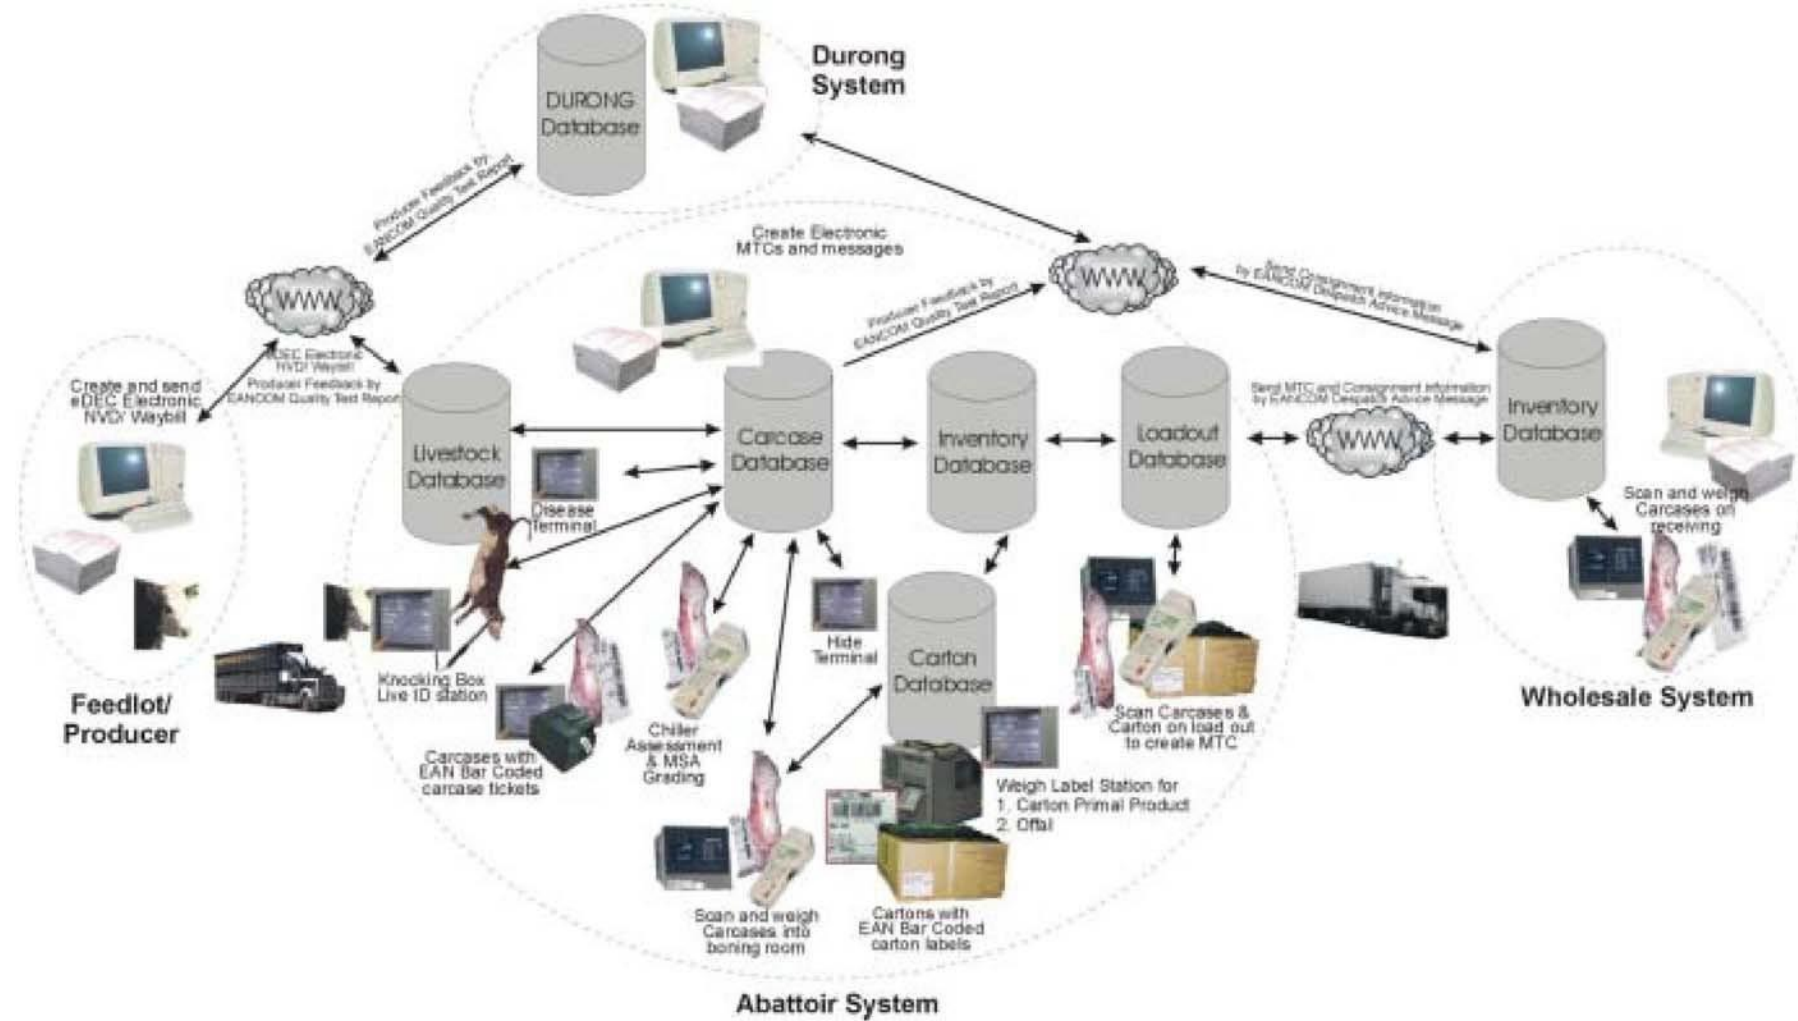 DURONG
Database
Durong
System
Producer Feedback by
EANCOM Quality Test Report
Create Electronic
MTCs and messages
WWW
WWW
Producer Feedback by
EANCOM Quality Test Report
Send Consignment information
by EANCOM Despatch Advice Message
Create and send
eDEC Electronic
NVD/ Waybill
eDEC Electronic
NVD/ Waybill
Producer Feedback by
EANCOM Quality Test Report
Livestock
Database
Carcase
Database
Inventory
Database
Loadout
Database
Send MTC and Consignment information
by EANCOM Despatch Advice Message
WWW
Inventory
Database
Disease
Terminal
Scan and weigh
Carcases on
receiving
Hide
Terminal
Carton
Database
Knocking Box
Live ID station
Feedlot/
Producer
Wholesale System
Carcases with
EAN Bar Coded
carcase tickets
Chiller
Assessment
& MSA
Grading
Scan Carcases &
Carton on load out
to create MTC
Weigh Label Station for
1. Carton Primal Product
2. Offal
Scan and weigh
Carcases into
boning room
Cartons with
EAN Bar Coded
carton labels
Abattoir System